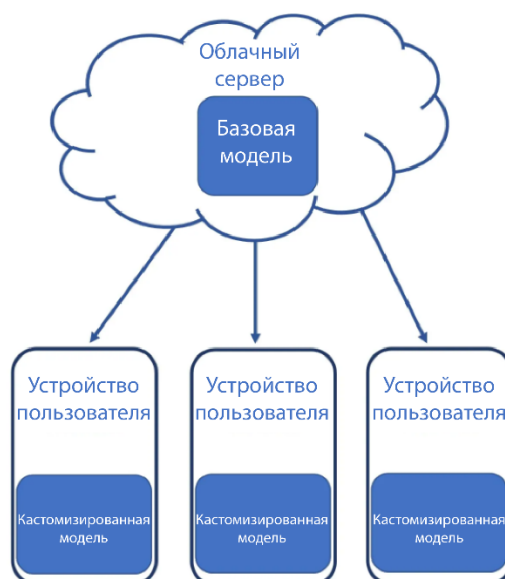 Облачный
сервер
Базовая
модель
Устройство
пользователя
Устройство
пользователя
Устройство
пользователя
Кастомизированная
модель
Кастомизированная
модель
Кастомизированная
модель